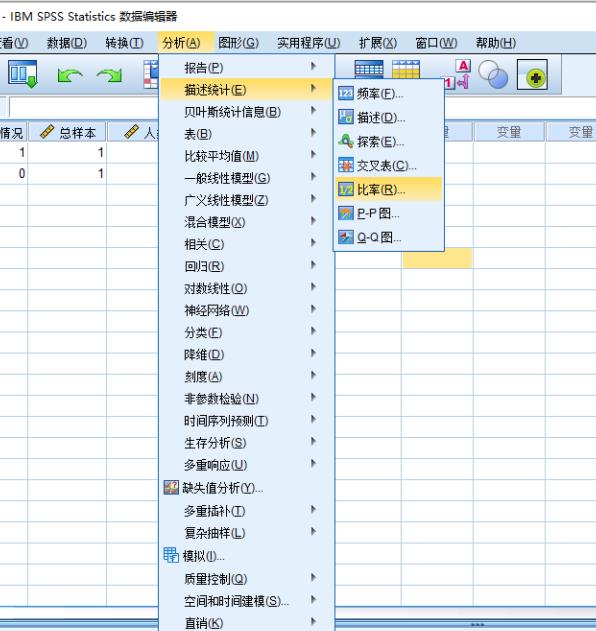 - IBM SPSS Statistics 数据编辑器
查看(V) 数据(D) 转换(T) 分析(A) 图形(G) 实用程序(U) 扩展(X) 窗口(W) 帮助(H)
报告(P)
描述统计(E)
贝叶斯统计信息(B)
表(B)
比较平均值(M)
一般线性模型(G)
广义线性模型(Z)
混合模型(X)
相关(C)
回归(R)
对数线性(O)
神经网络(W)
分类(F)
降维(D)
刻度(A)
非参数检验(N)
时间序列预测(T)
生存分析(S)
多重响应(U)
缺失值分析(Y)...
多重插补(T)
复杂抽样(L)
模拟(I)...
质量控制(Q)
空间和时间建模(S)...
直销(K)
频率(F)...
描述(D)...
探索(E)...
交叉表(C)...
比率(R)...
P-P 图...
Q-Q 图...
情况 总样本 人 量 变量 变量
1 1
0 1